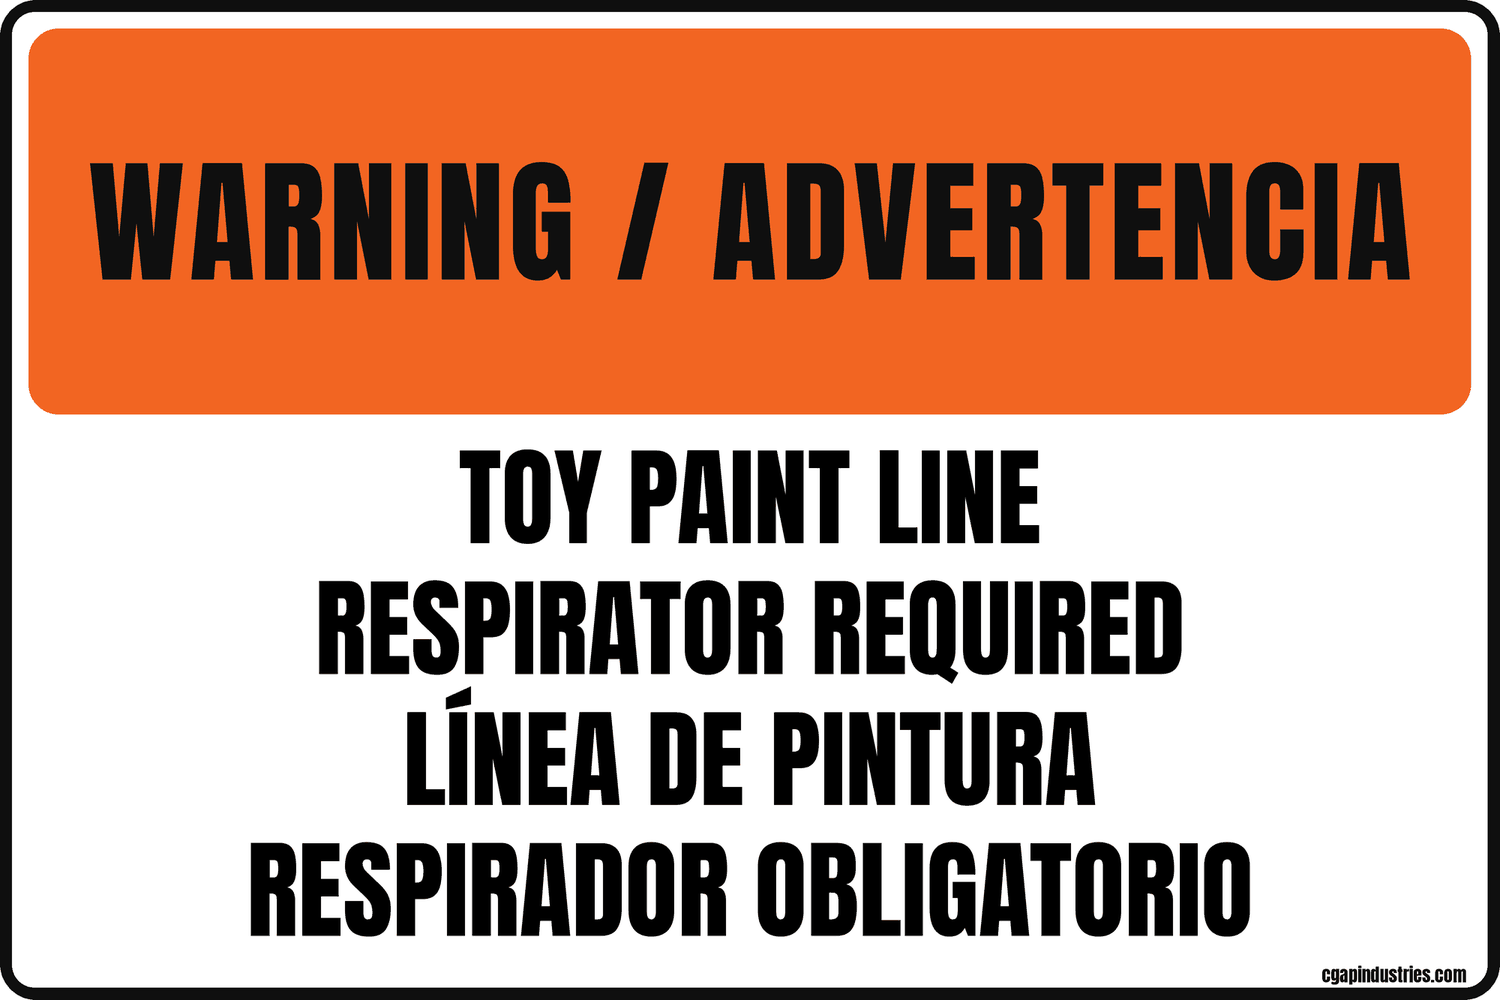 WARNING / ADVERTENCIA
TOY PAINT LINE
RESPIRATOR REQUIRED
LÍNEA DE PINTURA
RESPIRADOR OBLIGATORIO
cgapindustries.com